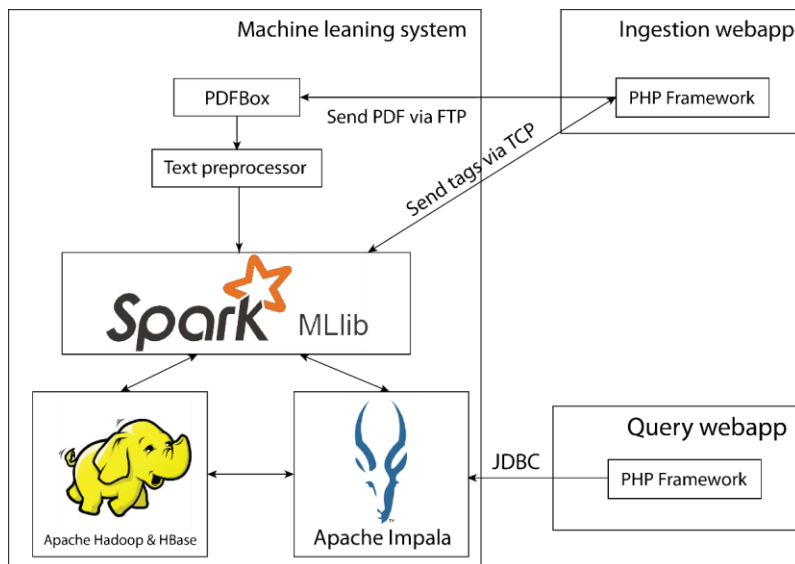 Machine leaning system
Ingestion webapp
PDFBox
PHP Framework
Send PDF via FTP
Send tags via TCP
Text preprocessor
Spark MLlib
Query webapp
JDBC
PHP Framework
Apache Hadoop & HBase
Apache Impala
TM